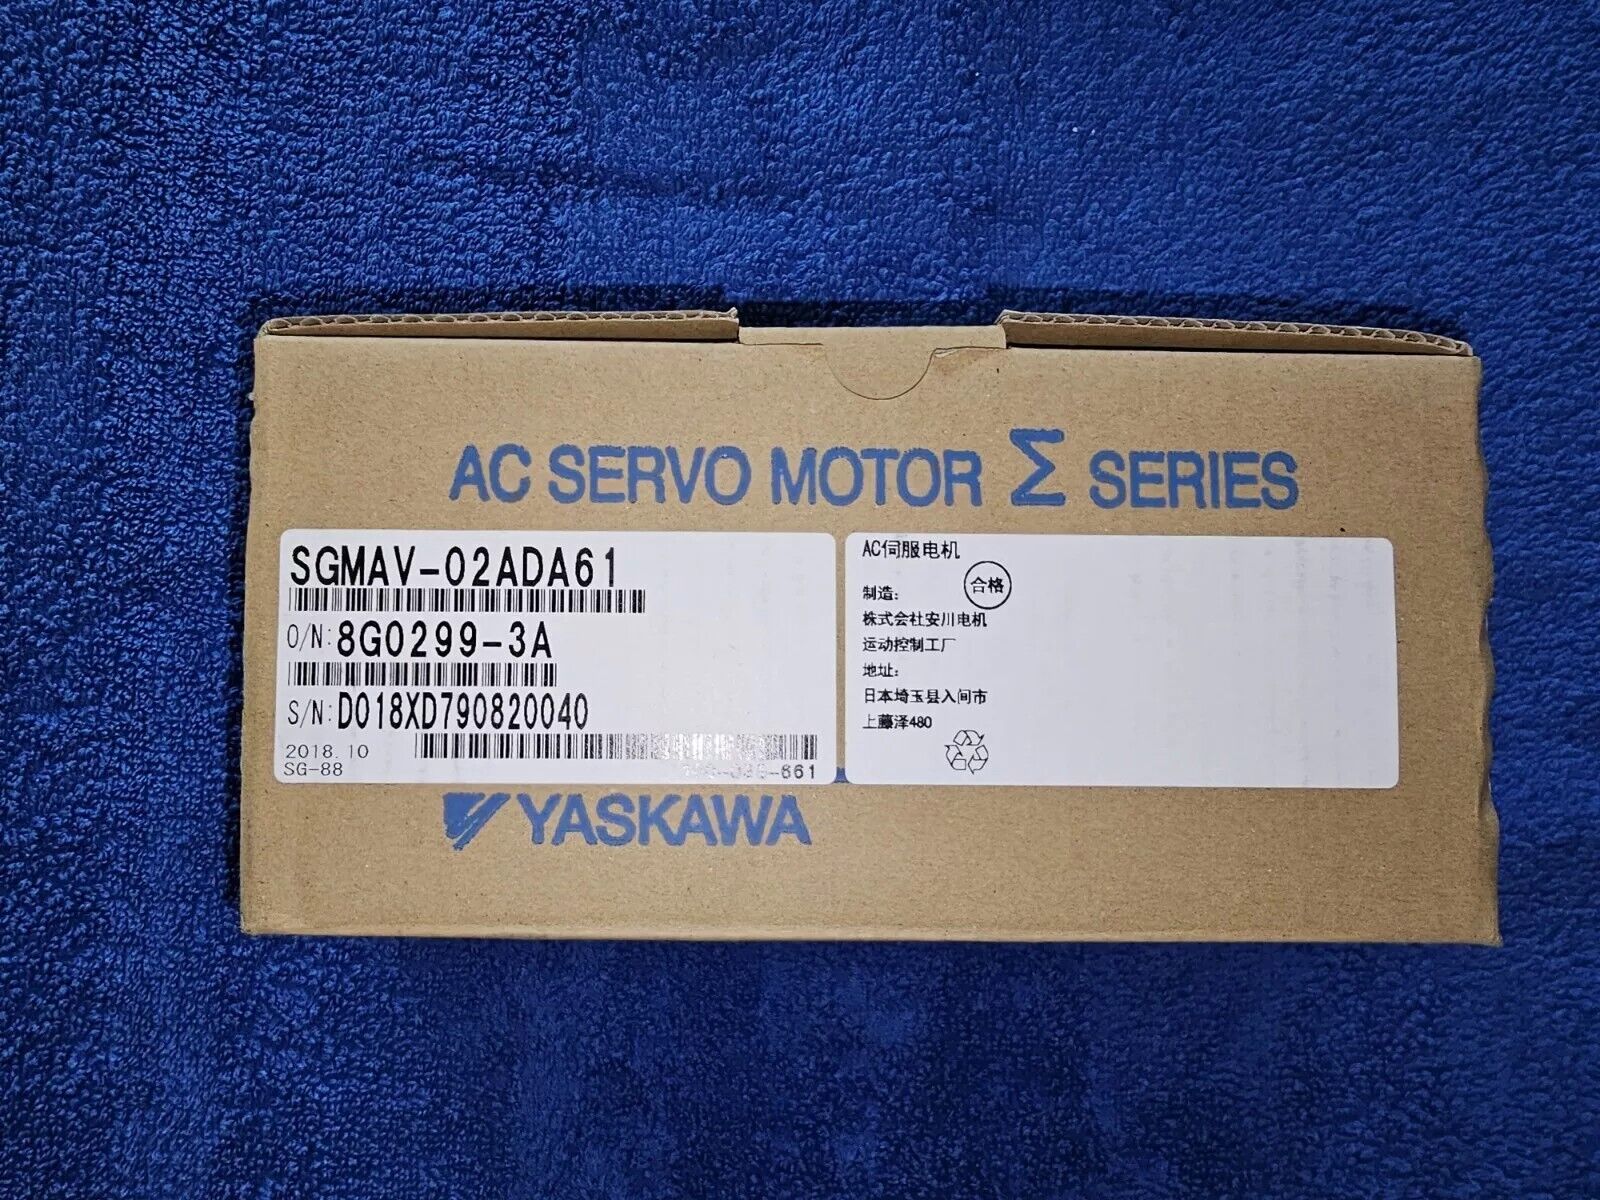 AC SERVO MOTOR Σ SERIES
SGMAV-02ADA61
O/N: 8G0299-3A
S/N: D018XD790820040
2018.10
SG-88
-661
AC伺服电机
合格
制造:
株式会社安川电机
运动控制工厂
地址:
日本埼玉县入间市
上藤泽480
YASKAWA